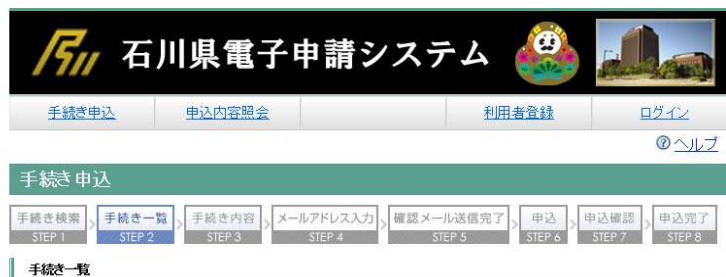 石川県電子申請システム
手続き申込 申込内容照会 利用者登録 ログイン
ヘルプ
手続き申込
手続き検索 手続き一覧 手続き内容 メールアドレス入力 確認メール送信完了 申込 申込確認 申込完了
STEP 1 STEP 2 STEP 3 STEP 4 STEP 5 STEP 6 STEP 7 STEP 8
手続き一覧